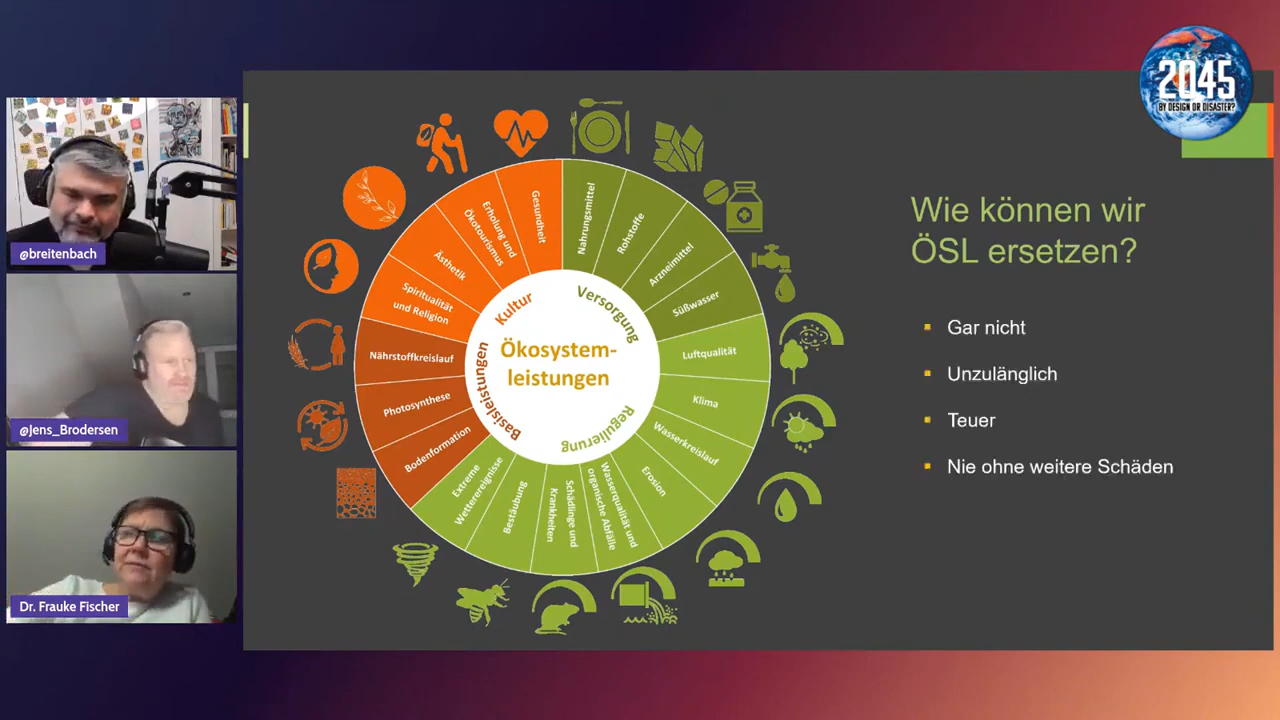 2045
BY DESIGN OR DISASTER?
@breitenbach
@Jens_Brodersen
Dr. Frauke Fischer
Ökosystem-
leistungen
Kultur
Versorgung
Regulierung
Basisleistungen
Nahrungsmittel
Rohstoffe
Arzneimittel
Süßwasser
Luftqualität
Klima
Wasserkreislauf
Erosion
Wasserqualität und
organische Abfälle
Schädlinge und
Krankheiten
Bestäubung
Extreme
Wetterereignisse
Bodenformation
Photosynthese
Nährstoffkreislauf
Spiritualität
und Religion
Ästhetik
Erholung und
Ökotourismus
Gesundheit
Wie können wir
ÖSL ersetzen?
Gar nicht
Unzulänglich
Teuer
Nie ohne weitere Schäden